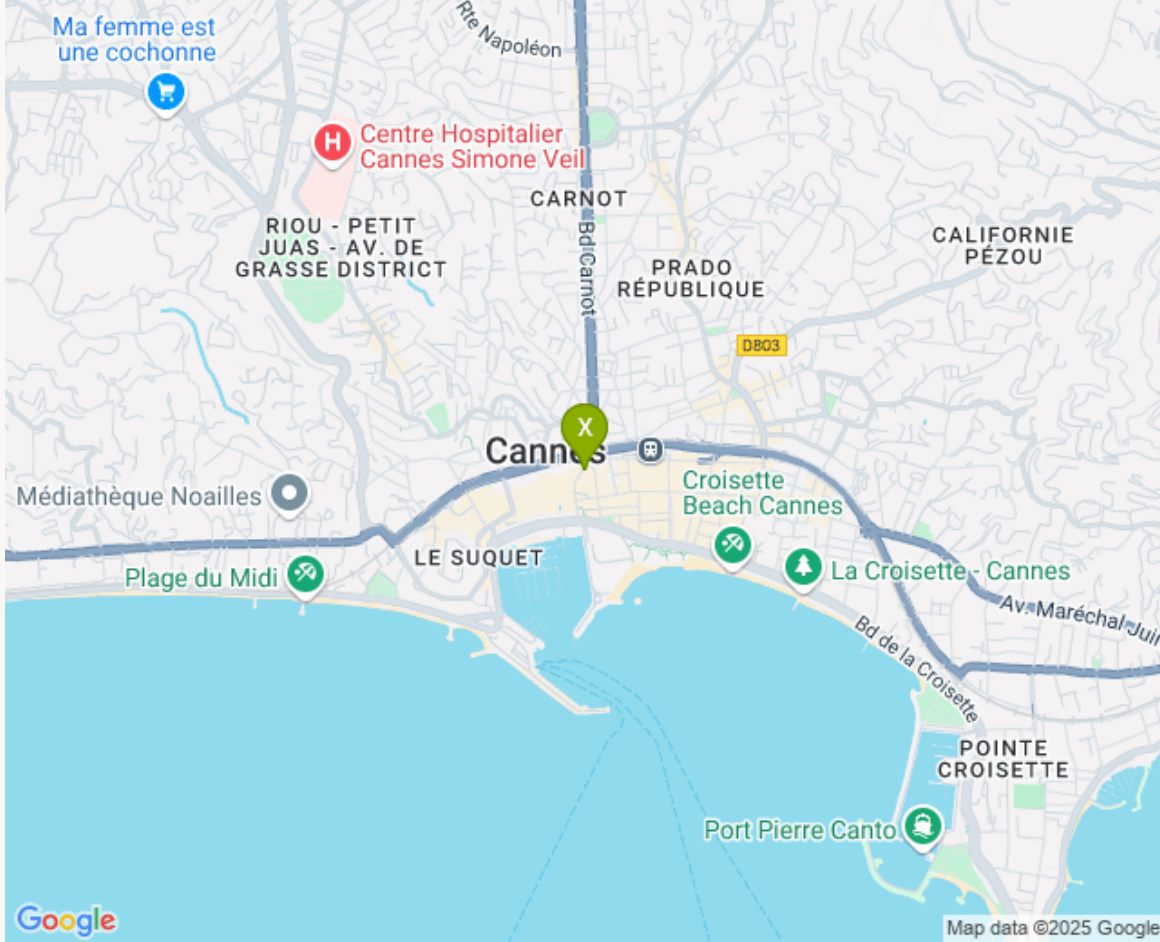 Ma femme est
une cochonne
Rte Napoléon
H
Centre Hospitalier
Cannes Simone Veil
CARNOT
Bd Carnot
RIOU - PETIT
JUAS - AV. DE
GRASSE DISTRICT
CALIFORNIE
PÉZOU
PRADO
RÉPUBLIQUE
D803
X
Cannes
Croisette
Beach Cannes
Médiathèque Noailles
LE SUQUET
Plage du Midi
La Croisette - Cannes
Av. Maréchal Juin
Bd de la Croisette
POINTE
CROISETTE
Port Pierre Canto
Google
Map data ©2025 Google